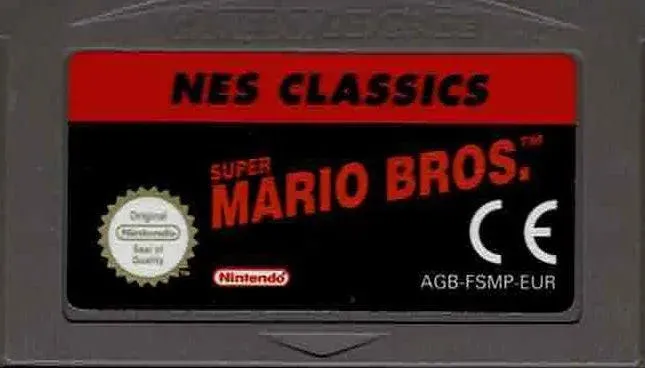 NES CLASSICS
SUPER
MARIO BROS.™
Original
Nintendo
Seal of
Quality
Nintendo®
CE
AGB-FSMP-EUR